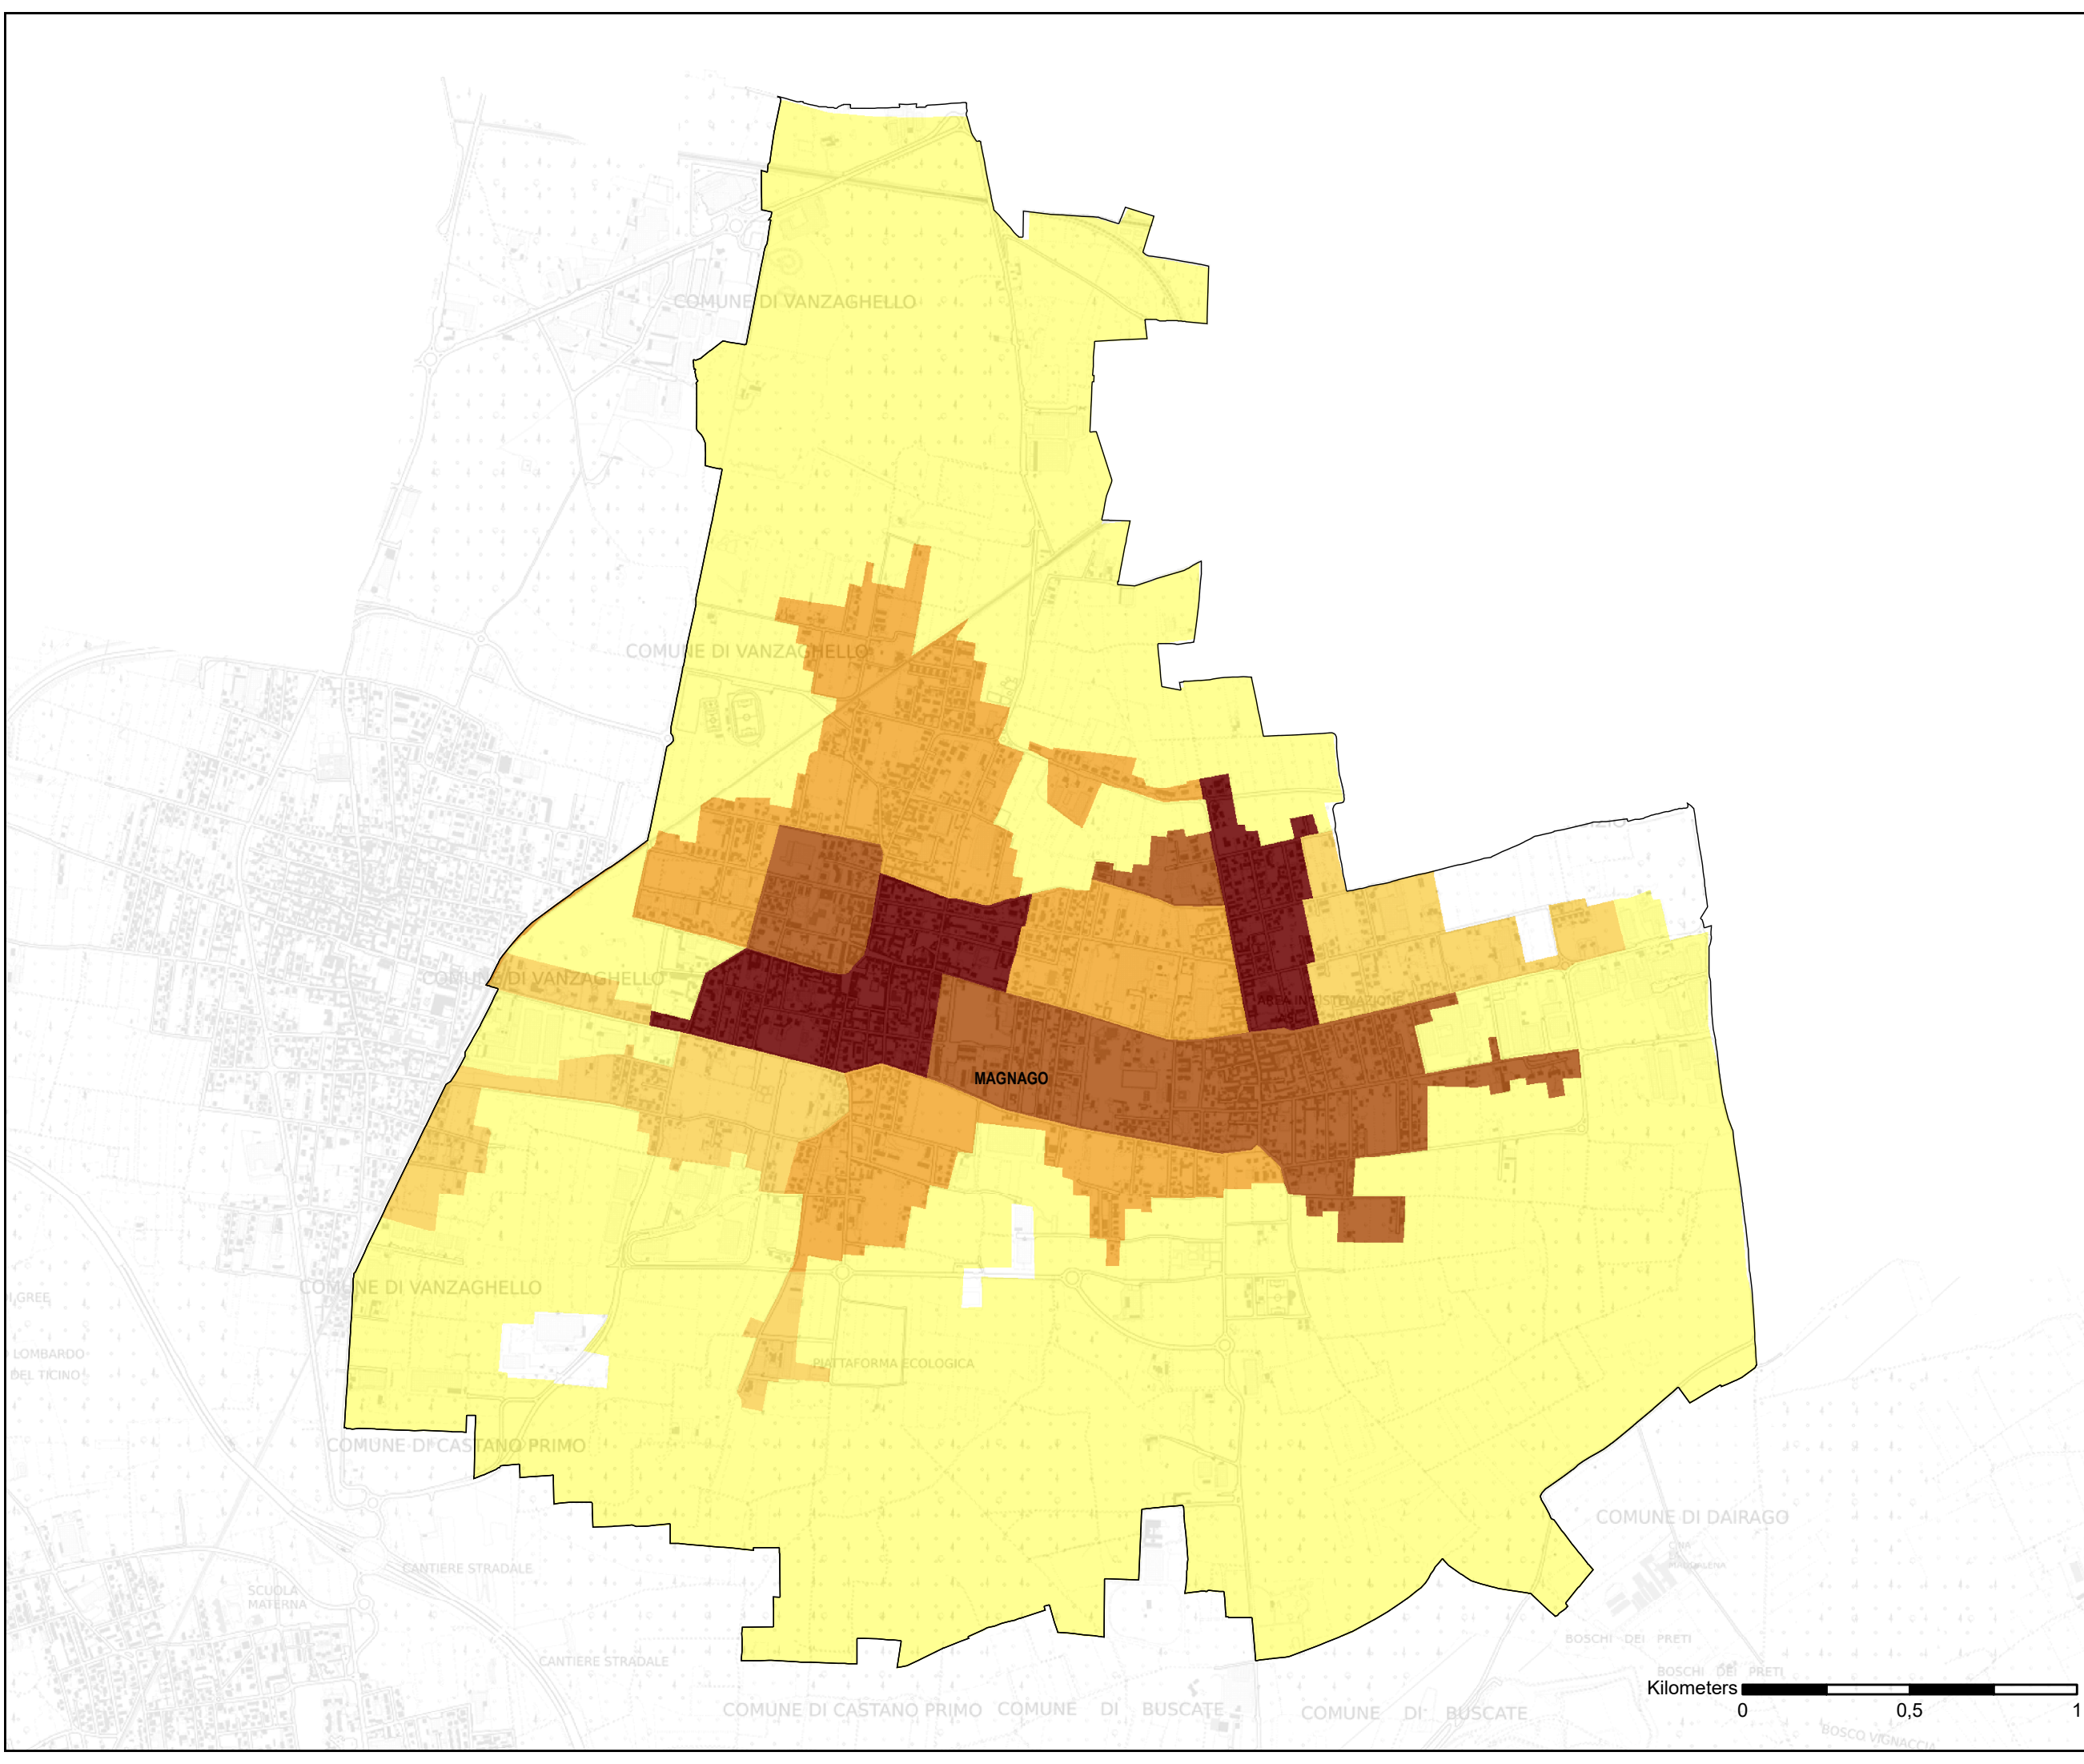 COMUNE DI VANZAGHELLO
COMUNE DI VANZAGHELLO
COMUNE DI VANZAGHELLO
AREA IN SISTEMAZIONE
MAGNAGO
COMUNE DI VANZAGHELLO
GREE
LOMBARDO
DEL TICINO
PIATTAFORMA ECOLOGICA
COMUNE DI CASTANO PRIMO
COMUNE DI DAIRAGO
CANTIERE STRADALE
SCUOLA
MATERNA
BOSCHI DEI PRETI
CANTIERE STRADALE
BOSCHI DEI PRETI
Kilometers
0 0,5 1
COMUNE DI CASTANO PRIMO COMUNE DI BUSCATE COMUNE DI BUSCATE
BOSCO VIGNACCIA